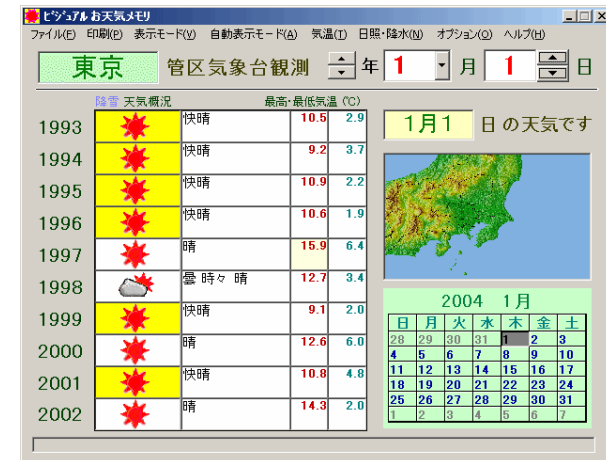 ﾋﾞｼﾞｭｱﾙ お天気ﾒﾓﾘ
ファイル(F) 印刷(P) 表示モード(V) 自動表示モード(A) 気温(T) 日照･降水(N) オプション(O) ヘルプ(H)
東京 管区気象台観測 年 1 月 1 日
降雪 天気概況 最高･最低気温 (℃)
1993 快晴 10.5 2.9
1994 快晴 9.2 3.7
1995 快晴 10.9 2.2
1996 快晴 10.6 1.9
1997 晴 15.9 6.4
1998 曇 時々 晴 12.7 3.4
1999 快晴 9.1 2.0
2000 晴 12.6 6.0
2001 快晴 10.8 4.8
2002 晴 14.3 2.0
1月1 日 の天気です
2004 1月
日 月 火 水 木 金 土
28 29 30 31 1 2 3
4 5 6 7 8 9 10
11 12 13 14 15 16 17
18 19 20 21 22 23 24
25 26 27 28 29 30 31
1 2 3 4 5 6 7